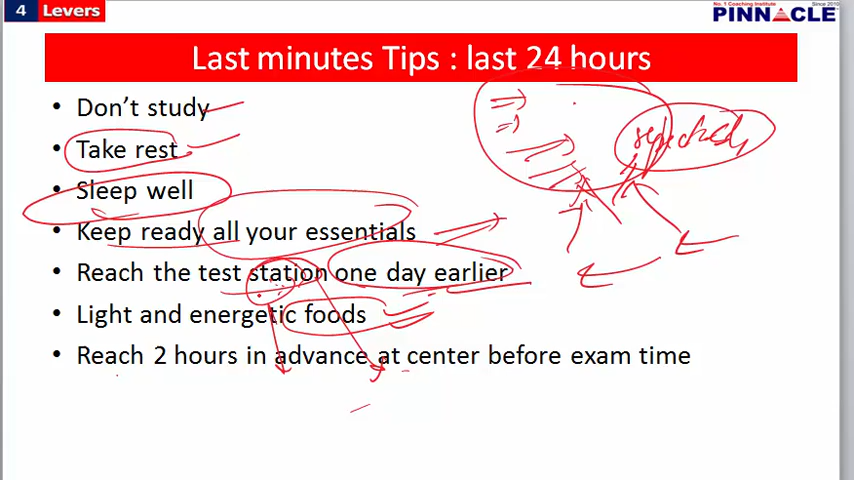 4 Levers
No. 1 Coaching Institute Since 2010
PINNACLE
Last minutes Tips : last 24 hours
• Don't study
• Take rest
• Sleep well
• Keep ready all your essentials
• Reach the test station one day earlier
• Light and energetic foods
• Reach 2 hours in advance at center before exam time